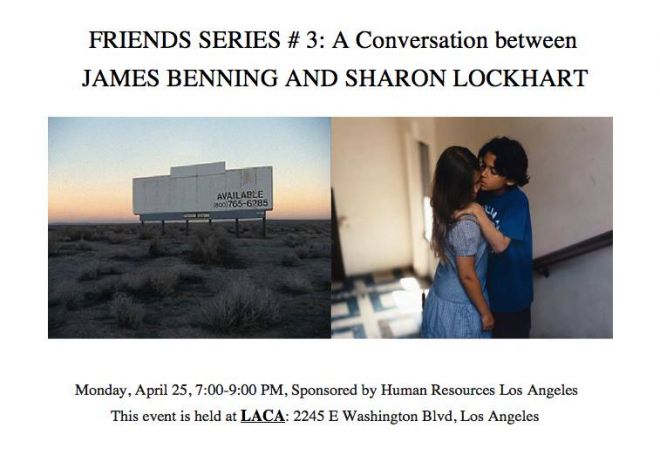 FRIENDS SERIES # 3: A Conversation between
JAMES BENNING AND SHARON LOCKHART
AVAILABLE
(800)765-6285
Monday, April 25, 7:00-9:00 PM, Sponsored by Human Resources Los Angeles
This event is held at LACA: 2245 E Washington Blvd, Los Angeles